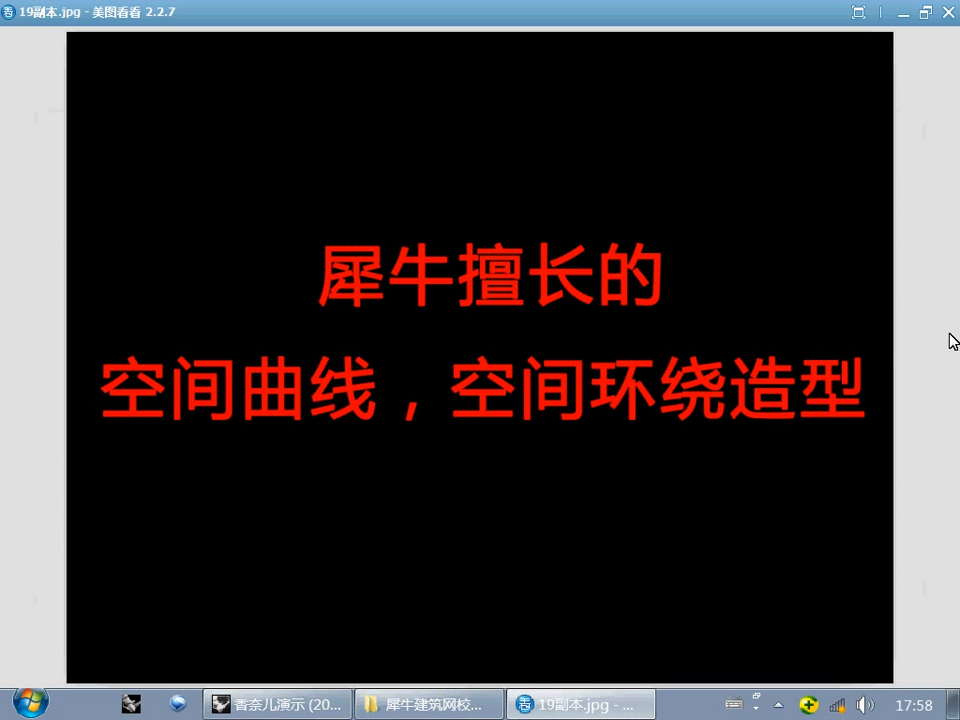 19副本.jpg - 美图看看 2.2.7
犀牛擅长的
空间曲线，空间环绕造型
香奈儿演示 (20...
犀牛建筑网校...
19副本.jpg - ...
17:58